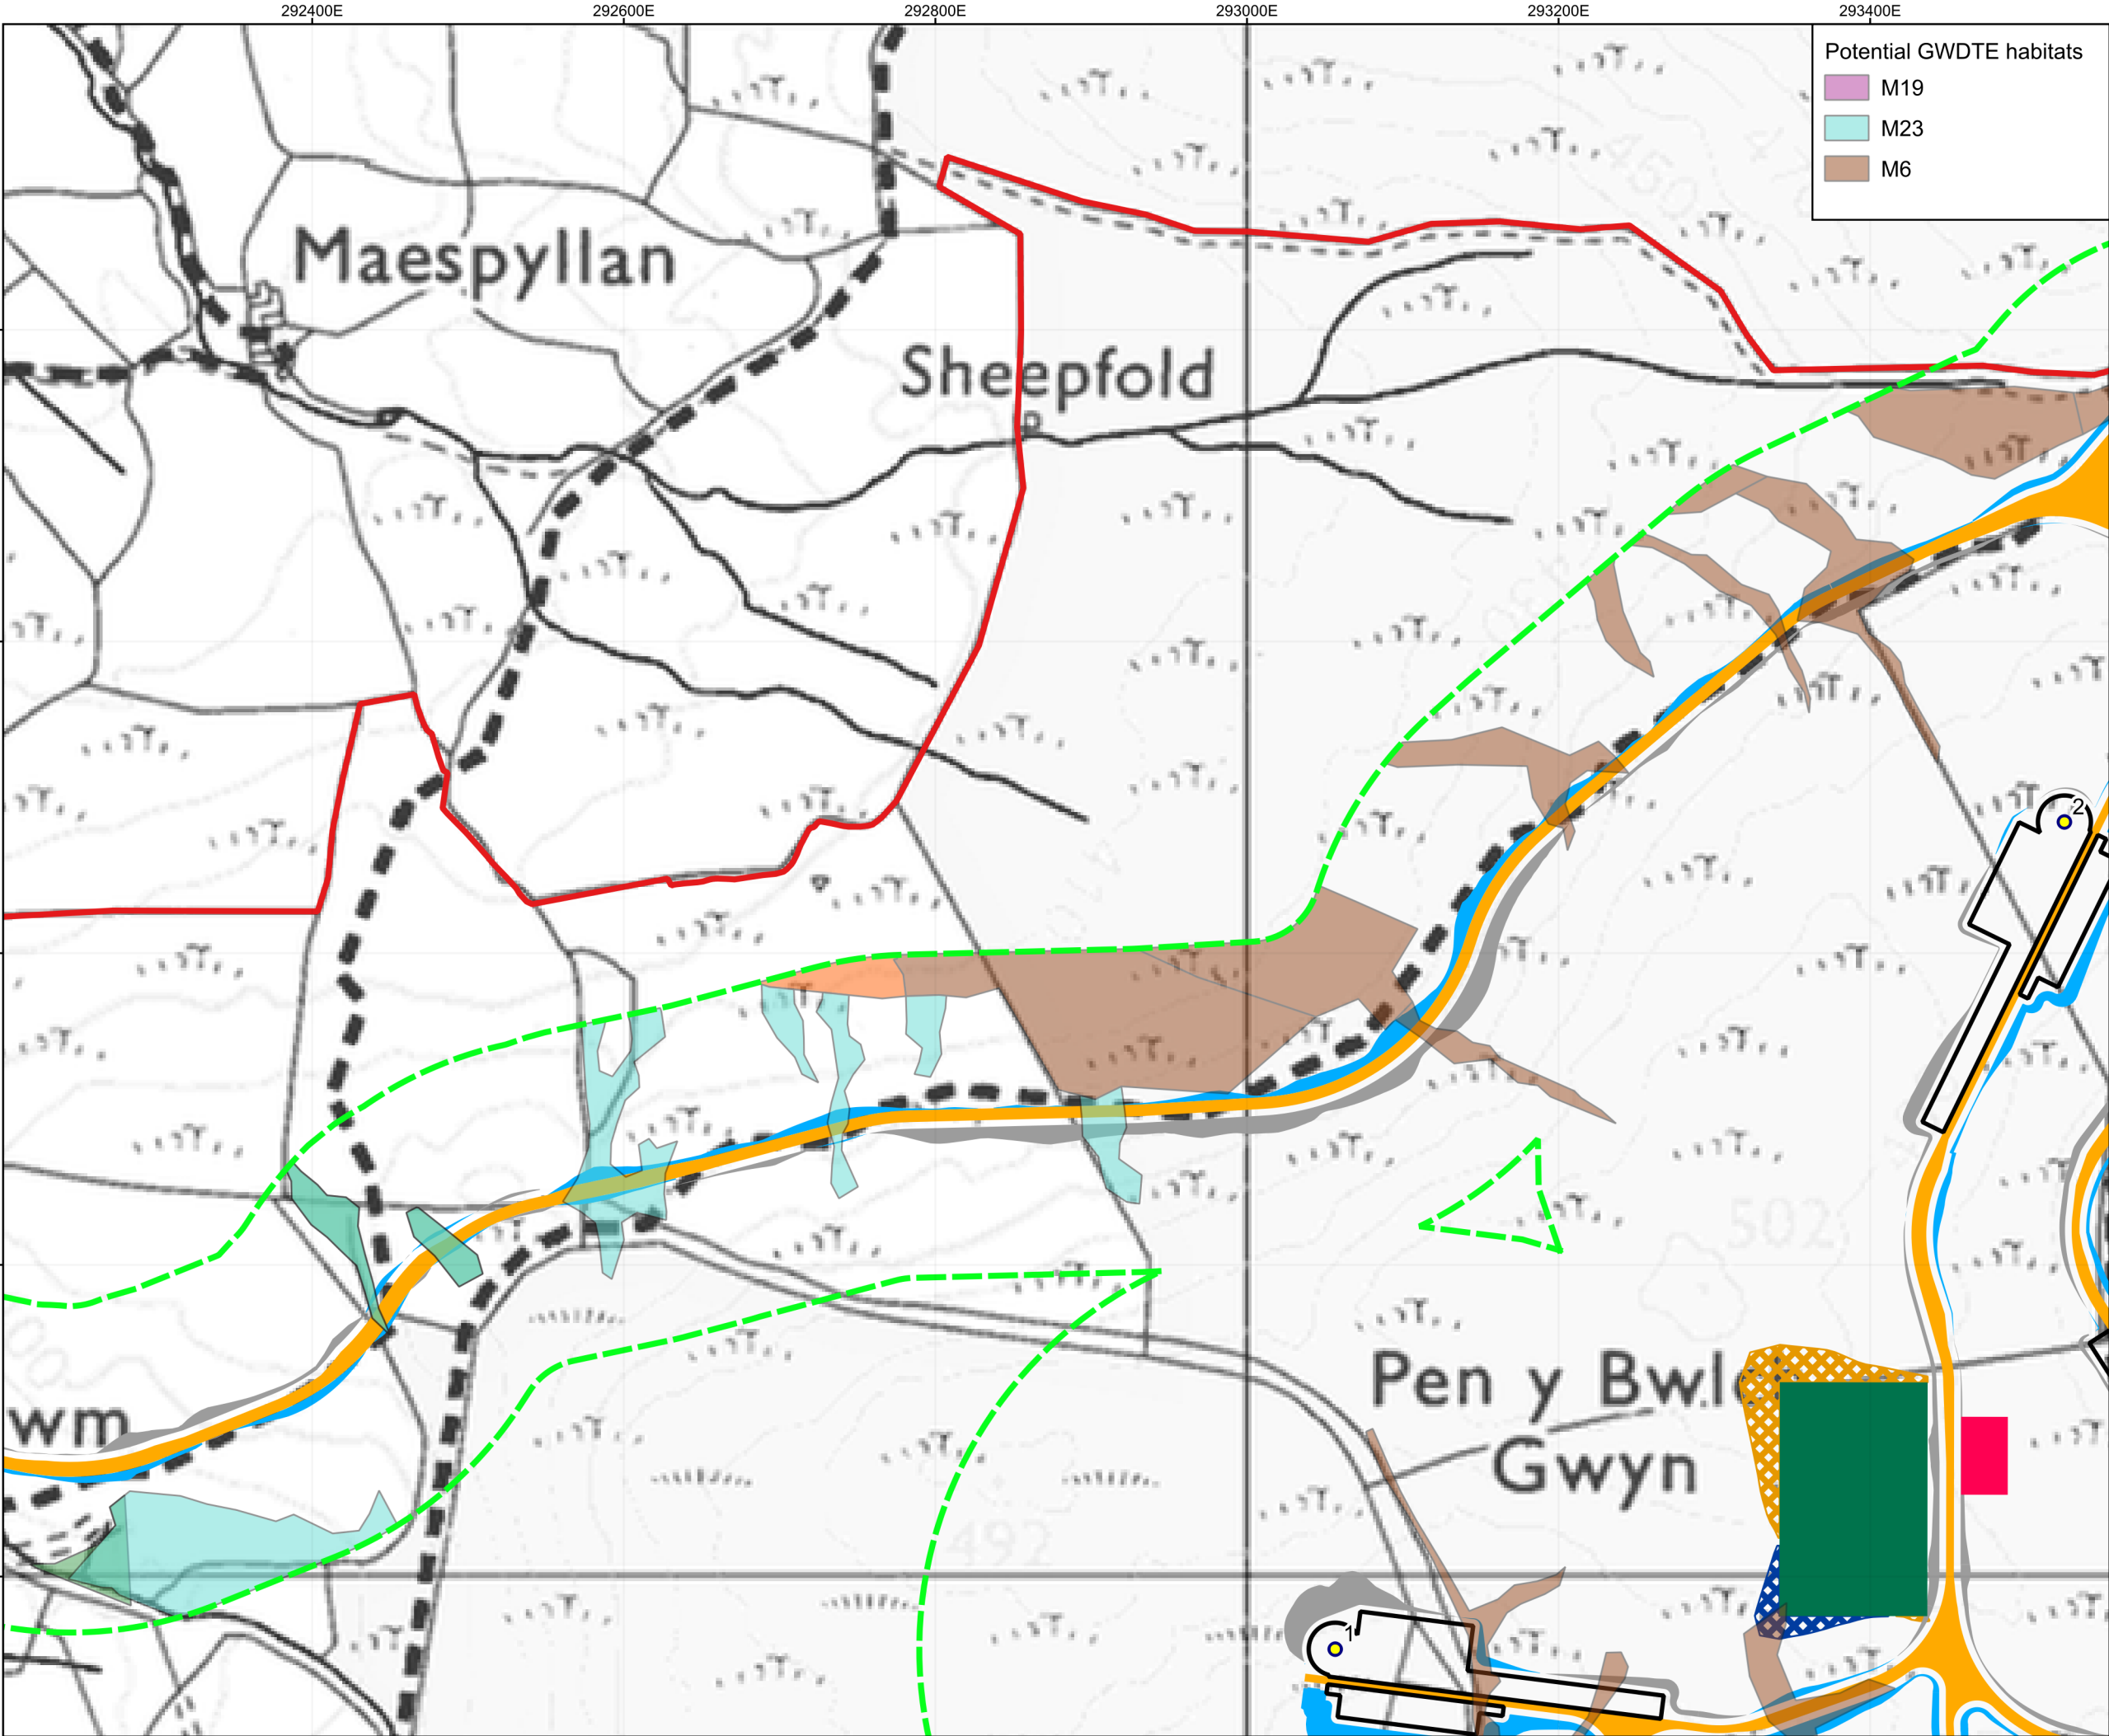 292400E 292600E 292800E 293000E 293200E 293400E
Potential GWDTE habitats
M19
M23
M6
450
Maespyllan
Sheepfold
2
502
Pen y Bwlc
Gwyn
wm
492
1